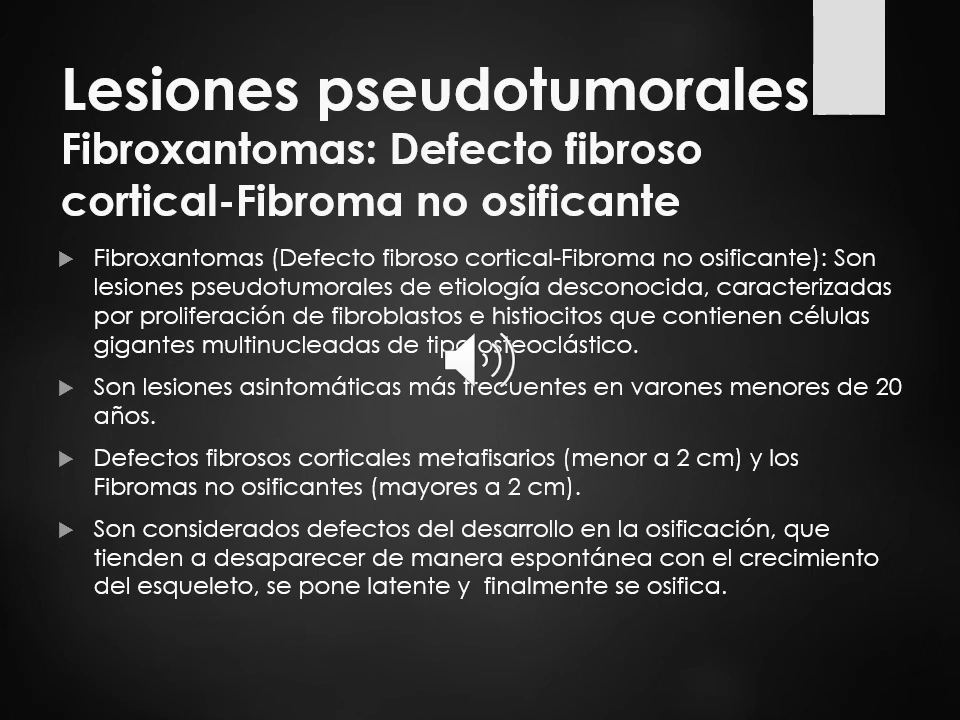 Lesiones pseudotumorales
Fibroxantomas: Defecto fibroso
cortical-Fibroma no osificante
Fibroxantomas (Defecto fibroso cortical-Fibroma no osificante): Son
lesiones pseudotumorales de etiología desconocida, caracterizadas
por proliferación de fibroblastos e histiocitos que contienen células
gigantes multinucleadas de tipo osteoclástico.
Son lesiones asintomáticas más frecuentes en varones menores de 20
años.
Defectos fibrosos corticales metafisarios (menor a 2 cm) y los
Fibromas no osificantes (mayores a 2 cm).
Son considerados defectos del desarrollo en la osificación, que
tienden a desaparecer de manera espontánea con el crecimiento
del esqueleto, se pone latente y  finalmente se osifica.